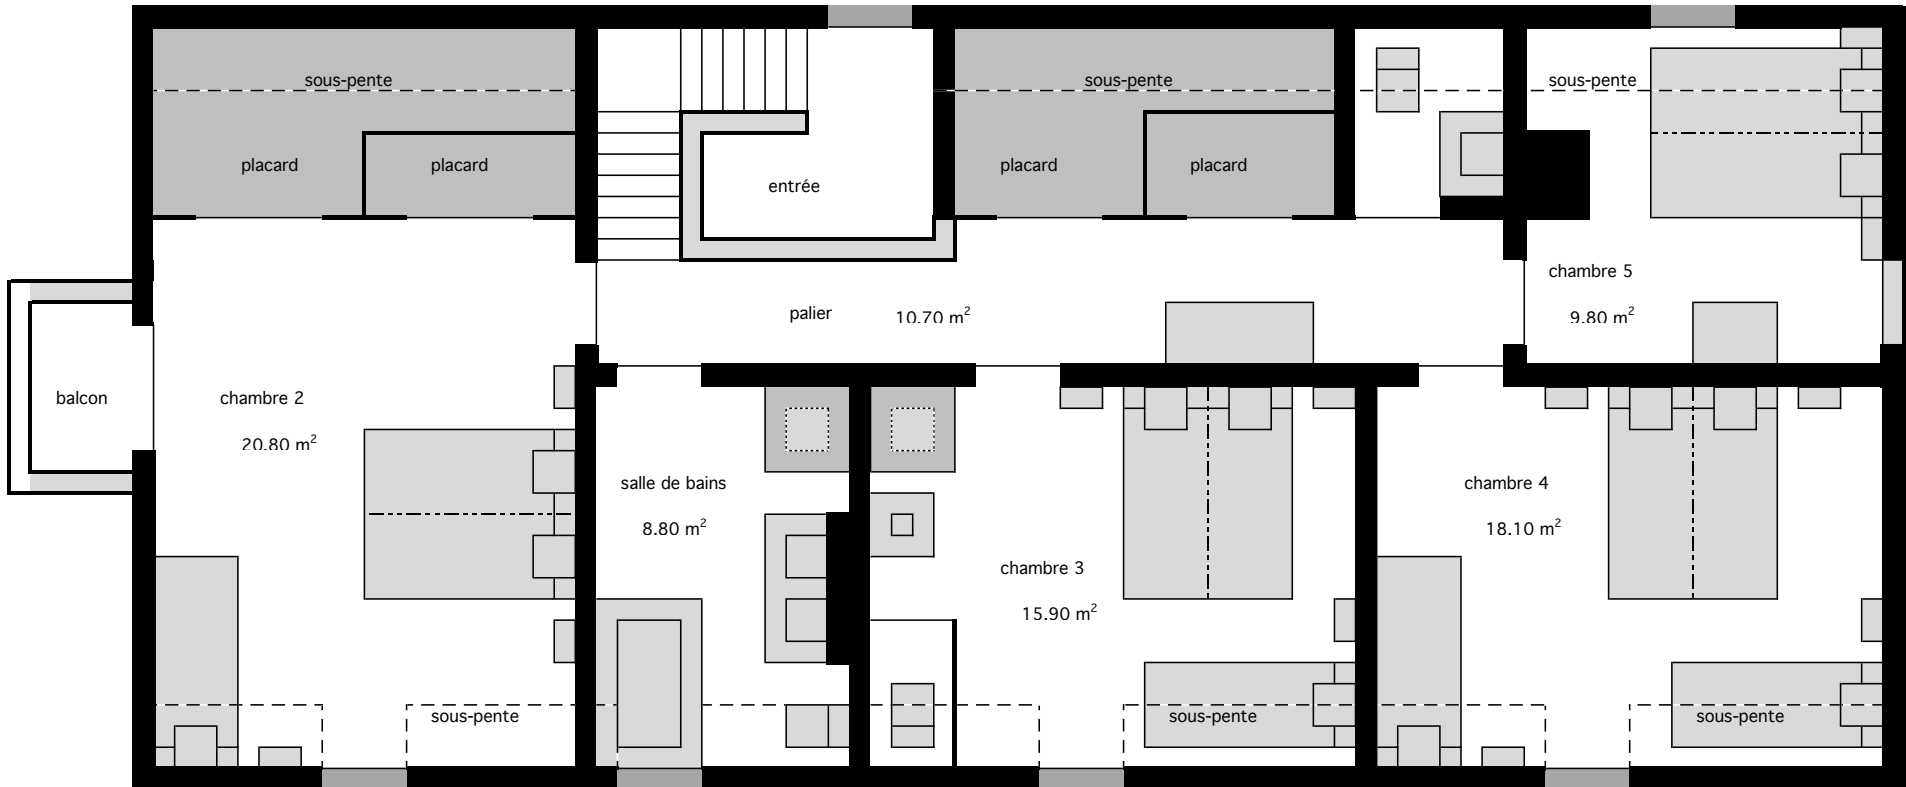 sous-pente
sous-pente
sous-pente
placard
placard
placard
placard
entrée
chambre 5
9.80 m²
palier
10.70 m²
balcon
chambre 2
20.80 m²
salle de bains
8.80 m²
chambre 3
15.90 m²
chambre 4
18.10 m²
sous-pente
sous-pente
sous-pente